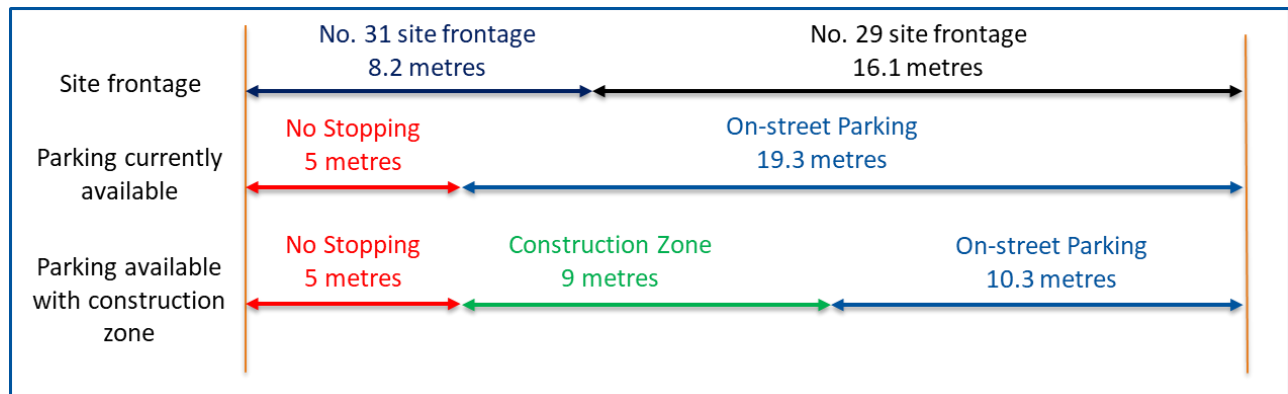 No. 31 site frontage
8.2 metres
No. 29 site frontage
16.1 metres
Site frontage
No Stopping
5 metres
On-street Parking
19.3 metres
Parking currently
available
No Stopping
5 metres
Construction Zone
9 metres
On-street Parking
10.3 metres
Parking available
with construction
zone